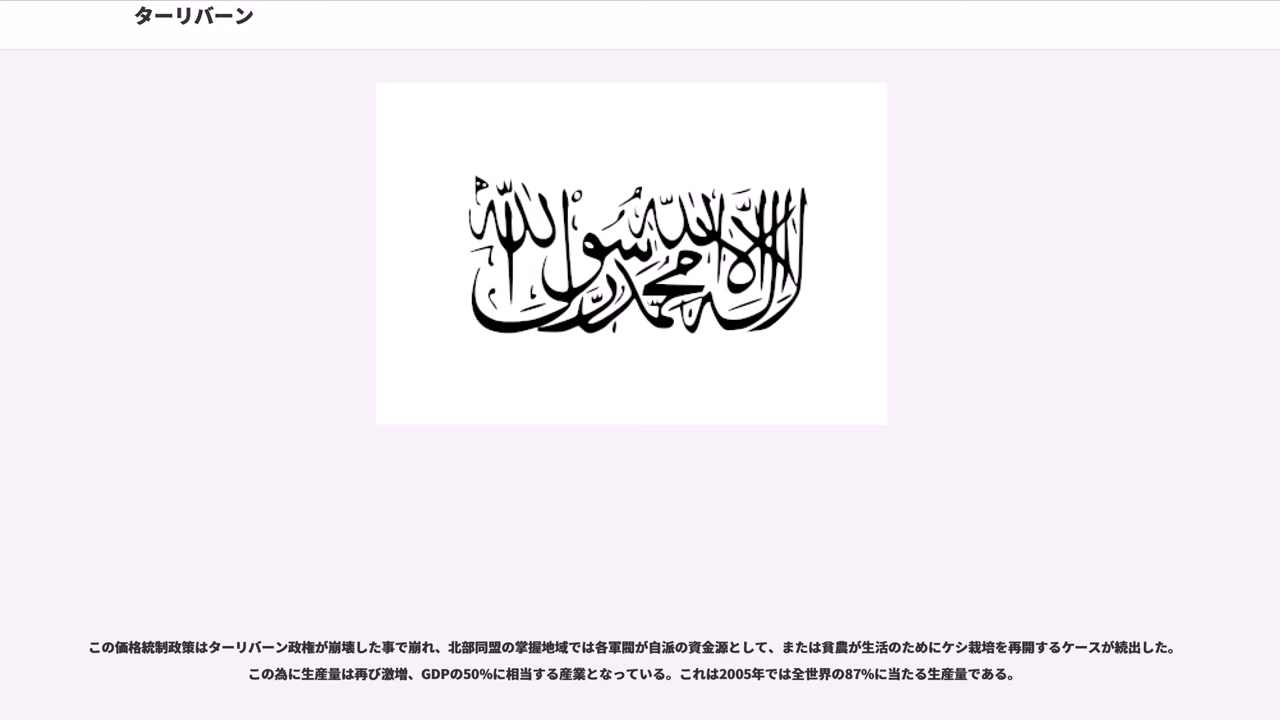 ターリバーン
لا إله إلا الله محمد رسول الله
この価格統制政策はターリバーン政権が崩壊した事で崩れ、北部同盟の掌握地域では各軍閥が自派の資金源として、または貧農が生活のためにケシ栽培を再開するケースが続出した。
この為に生産量は再び激増、GDPの50%に相当する産業となっている。これは2005年では全世界の87%に当たる生産量である。